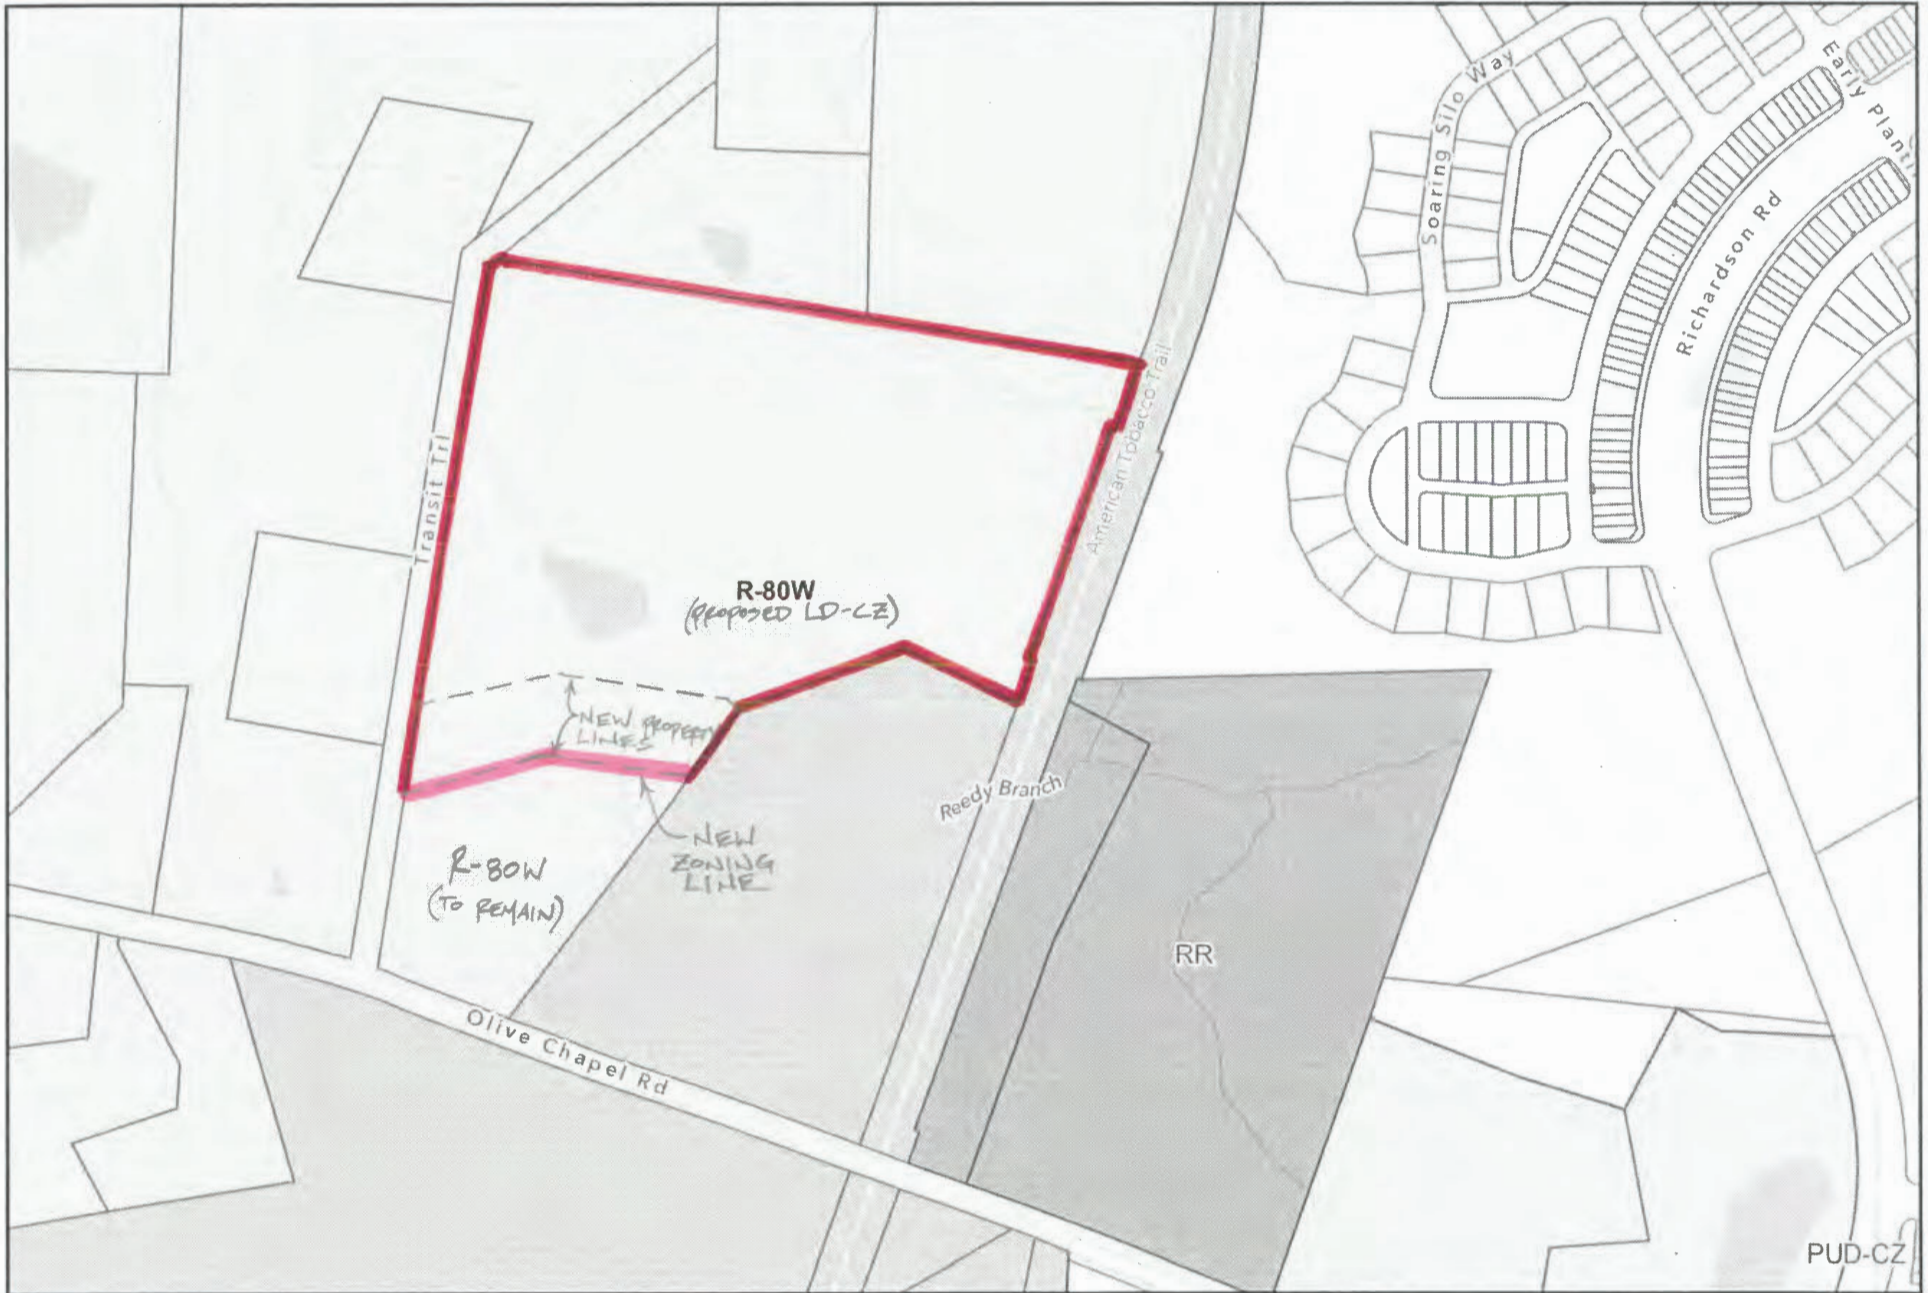 Soaring Silo Way
Early Planti
Richardson Rd
American Tobacco Trail
Transit Trl
R-80W
(PROPOSED LD-CZ)
NEW PROPERTY
LINES
Reedy Branch
NEW
ZONING
LINE
R-80W
(TO REMAIN)
RR
Olive Chapel Rd
PUD-CZ